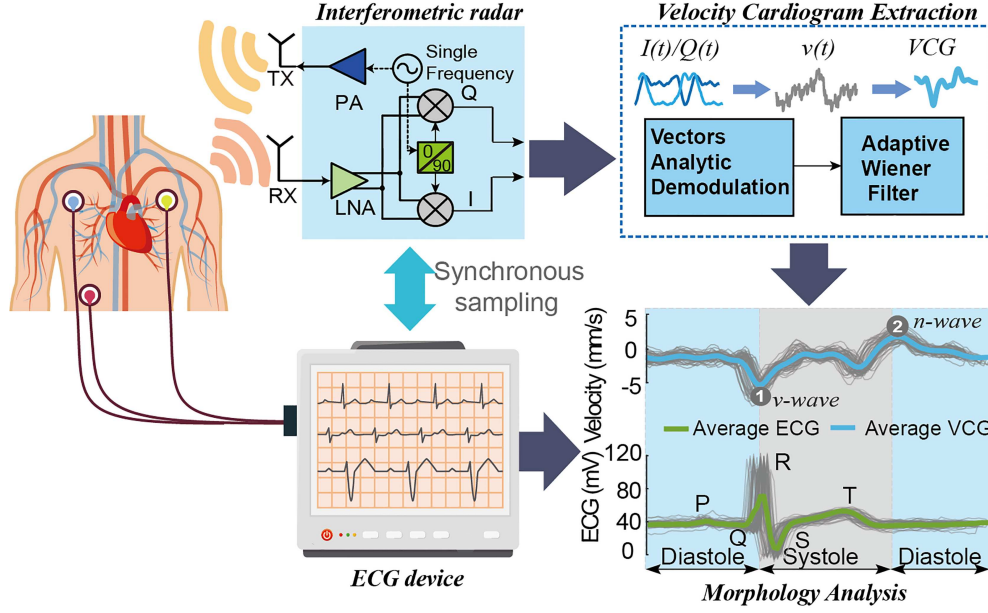 Interferometric radar
TX
PA
Single
Frequency
Q
0
90
RX
LNA
I
Velocity Cardiogram Extraction
I(t)/Q(t)
v(t)
VCG
Vectors
Analytic
Demodulation
Adaptive
Wiener
Filter
Synchronous
sampling
ECG device
Velocity (mm/s)
5
0
-5
1
v-wave
2
n-wave
Average ECG
Average VCG
ECG (mV)
120
80
40
0
P
Q
R
S
T
Diastole
Systole
Diastole
Morphology Analysis